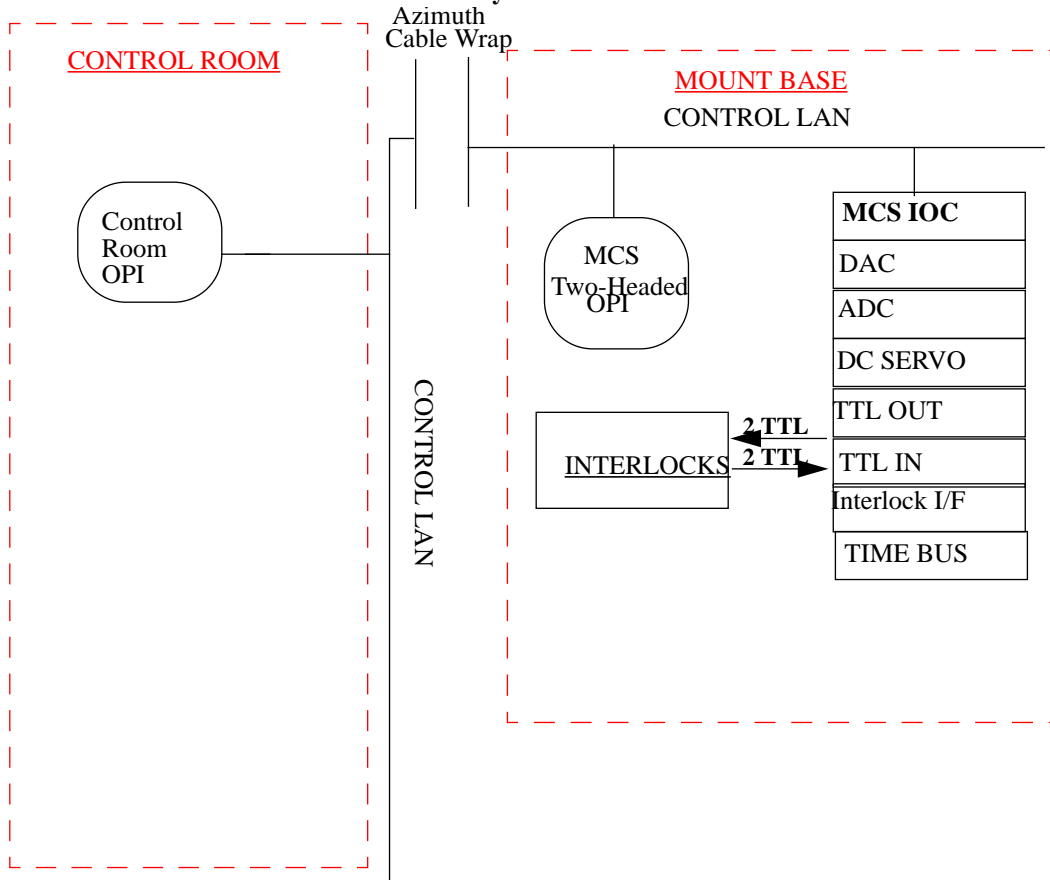 Azimuth
Cable Wrap
CONTROL ROOM
MOUNT BASE
CONTROL LAN
Control
Room
OPI
MCS
Two-Headed
OPI
MCS IOC
DAC
ADC
DC SERVO
TTL OUT
TTL IN
Interlock I/F
TIME BUS
CONTROL LAN
2 TTL
2 TTL
INTERLOCKS